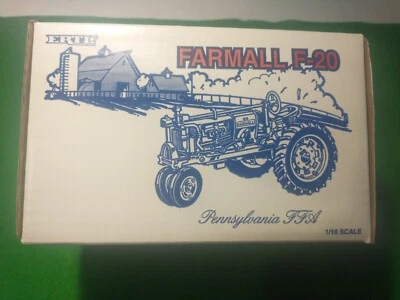 ERTL
FARMALL F-20
Pennsylvania FFA
1/16 SCALE